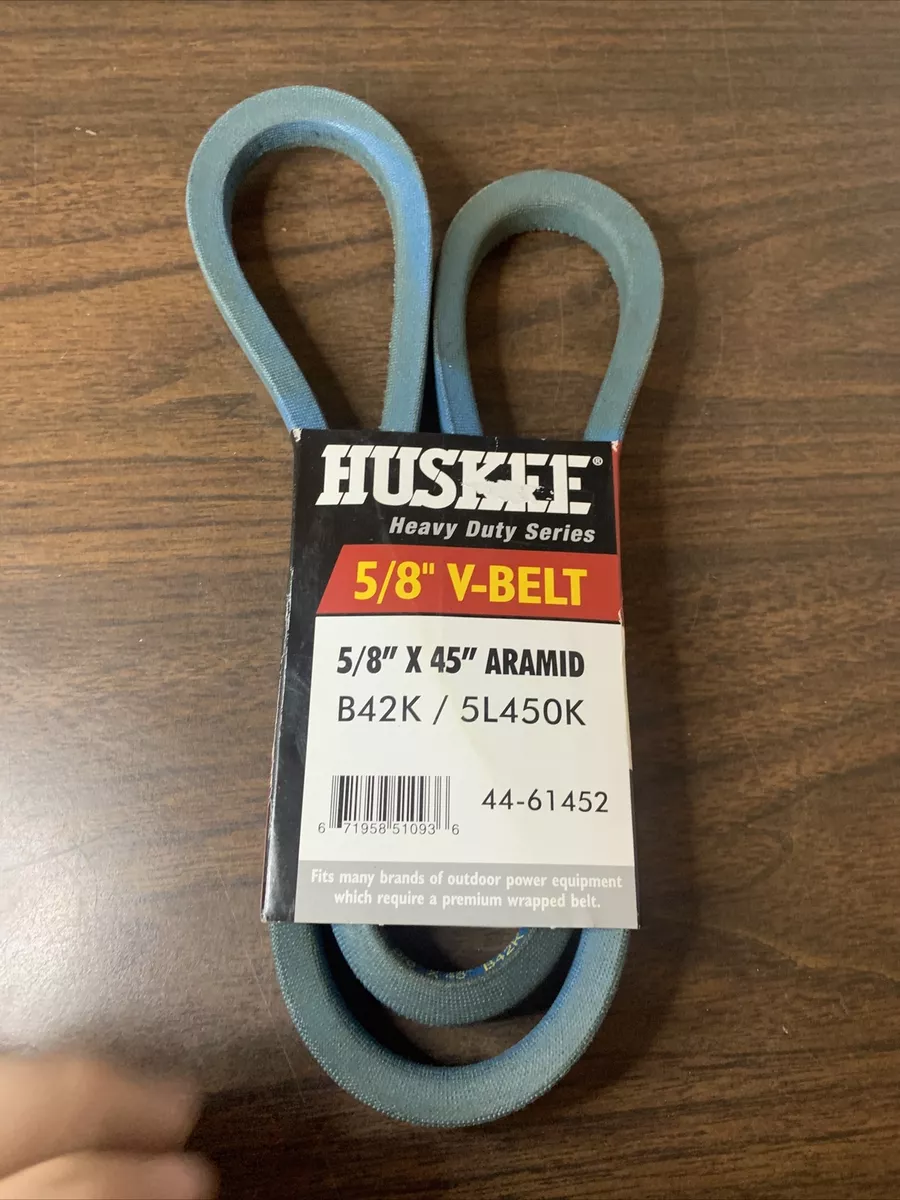 HUSKEE®
Heavy Duty Series
5/8" V-BELT
5/8" X 45" ARAMID
B42K / 5L450K
44-61452
6 71958 51093 6
Fits many brands of outdoor power equipment
which require a premium wrapped belt.
B42K